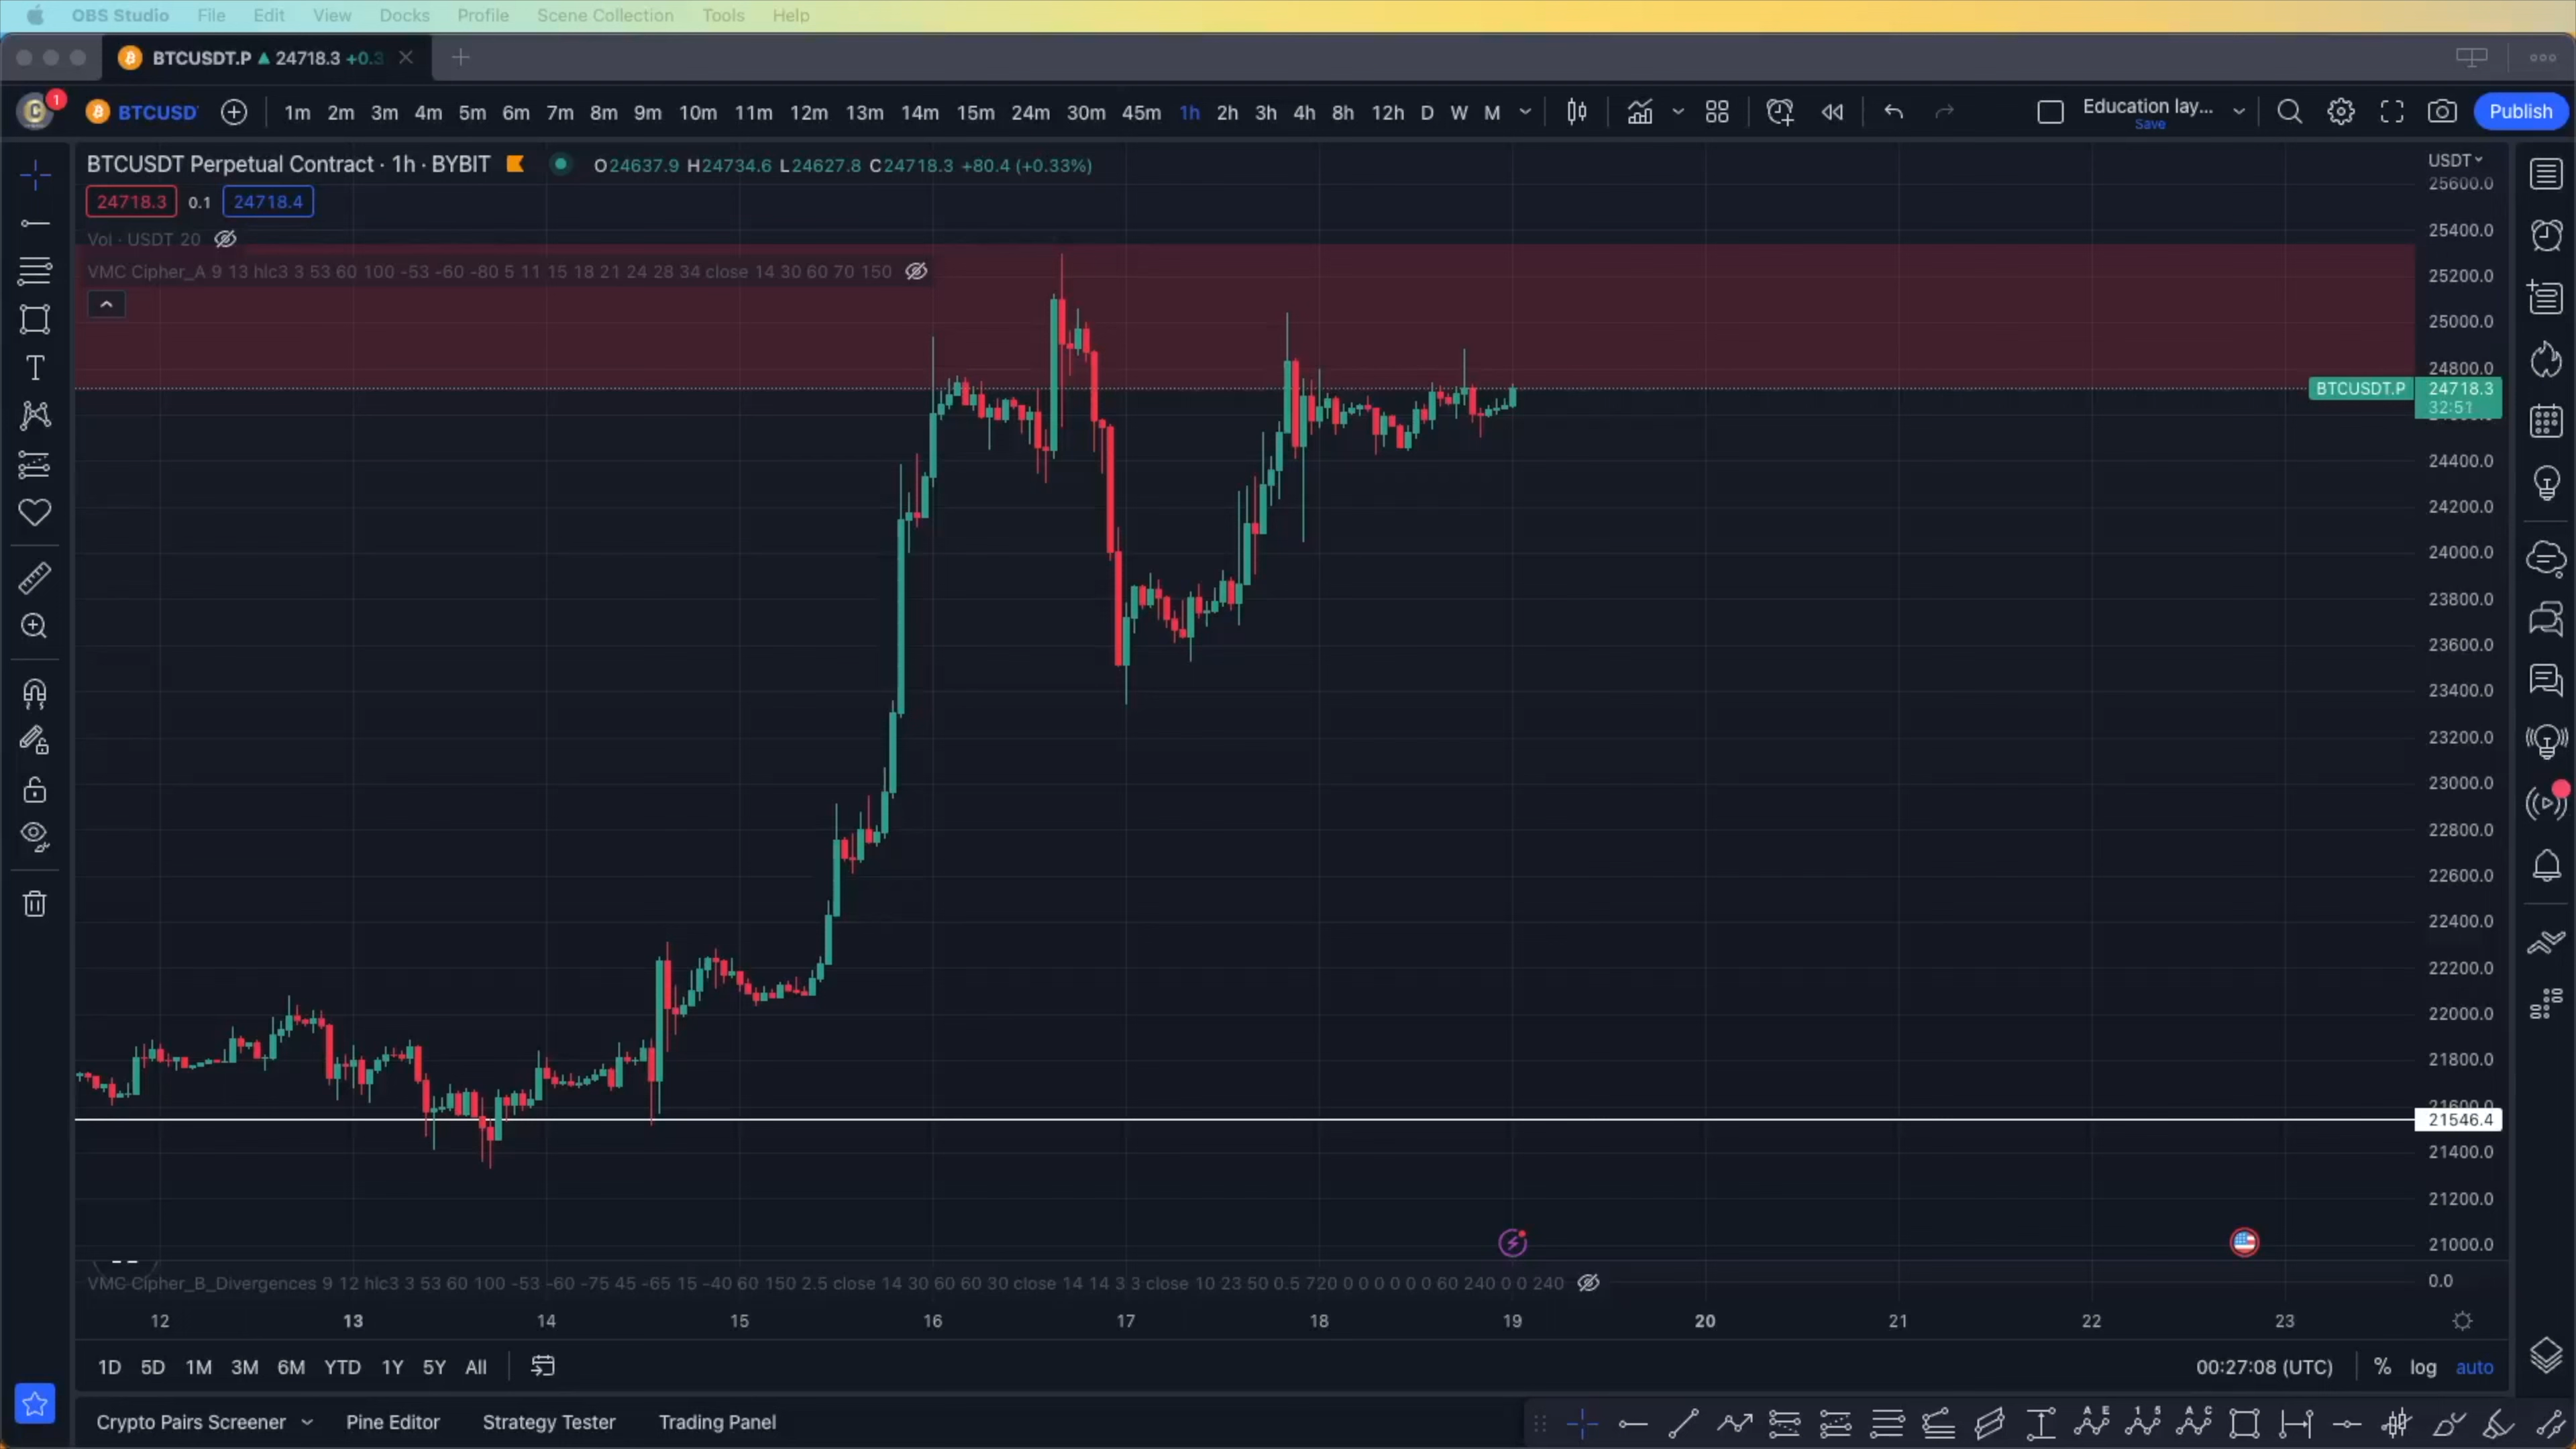 OBS Studio File Edit View Docks Profile Scene Collection Tools Help
BTCUSDT.P ▲ 24718.3 +0.3
1
BTCUSD 1m 2m 3m 4m 5m 6m 7m 8m 9m 10m 11m 12m 13m 14m 15m 24m 30m 45m 1h 2h 3h 4h 8h 12h D W M Education lay... Publish
Save
BTCUSDT Perpetual Contract · 1h · BYBIT O24637.9 H24734.6 L24627.8 C24718.3 +80.4 (+0.33%)
24718.3 0.1 24718.4
Vol · USDT 20
VMC Cipher_A 9 13 hlc3 3 53 60 100 -53 -60 -80 5 11 15 18 21 24 28 34 close 14 30 60 70 150
USDT
25600.0
25400.0
25200.0
25000.0
24800.0
BTCUSDT.P 24718.3
32:51
24400.0
24200.0
24000.0
23800.0
23600.0
23400.0
23200.0
23000.0
22800.0
22600.0
22400.0
22200.0
22000.0
21800.0
21600.0
21546.4
21400.0
21200.0
21000.0
VMC Cipher_B_Divergences 9 12 hlc3 3 53 60 100 -53 -60 -75 45 -65 15 -40 60 150 2.5 close 14 30 60 60 30 close 14 14 3 3 close 10 23 50 0.5 720 0 0 0 0 0 0 60 240 0 0 240
0.0
12 13 14 15 16 17 18 19 20 21 22 23
1D 5D 1M 3M 6M YTD 1Y 5Y All 00:27:08 (UTC) % log auto
Crypto Pairs Screener Pine Editor Strategy Tester Trading Panel